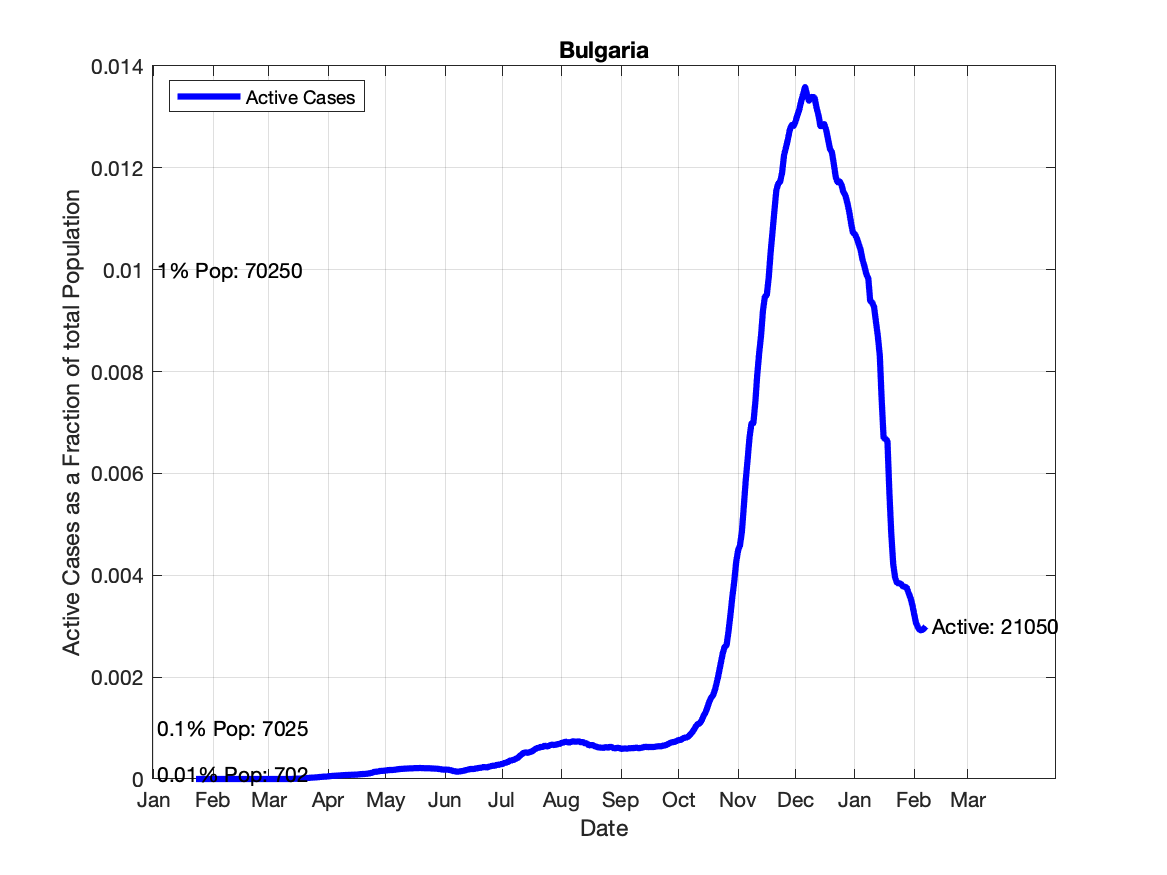 Bulgaria
Active Cases
Active Cases as a Fraction of total Population
0.014
0.012
0.01
0.008
0.006
0.004
0.002
0
1% Pop: 70250
0.1% Pop: 7025
0.01% Pop: 702
Active: 21050
Jan Feb Mar Apr May Jun Jul Aug Sep Oct Nov Dec Jan Feb Mar
Date